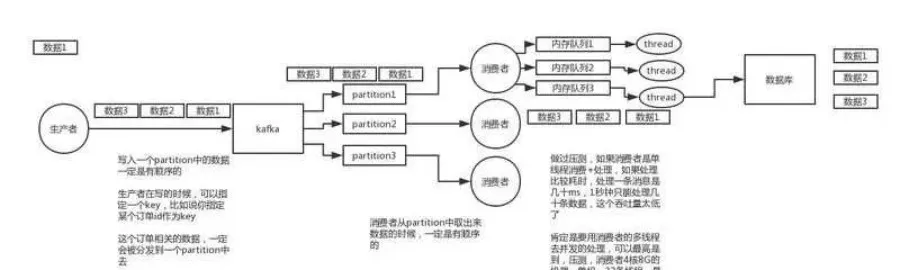 数据1
内存队列1
thread
数据3
数据2
数据1
消费者
内存队列2
thread
数据库
数据1
数据2
数据3
partition1
内存队列3
thread
数据3
数据2
数据1
生产者
kafka
partition2
消费者
数据3
数据2
数据1
partition3
消费者
写入一个partition中的数据
一定是有顺序的
生产者在写的时候，可以指
定一个key，比如说你指定
某个订单id作为key
这个订单相关的数据，一定
会被分发到一个partition中
去
消费者从partition中取出来
数据的时候，一定是有顺序
的
做过压测，如果消费者是单
线程消费+处理，如果处理
比较耗时，处理一条消息是
几十ms，1秒钟只能处理几
十条数据，这个吞吐量太低
了
肯定是要用消费者的多线程
去并发的处理，可以最高是
到，压测，消费者4核8G的